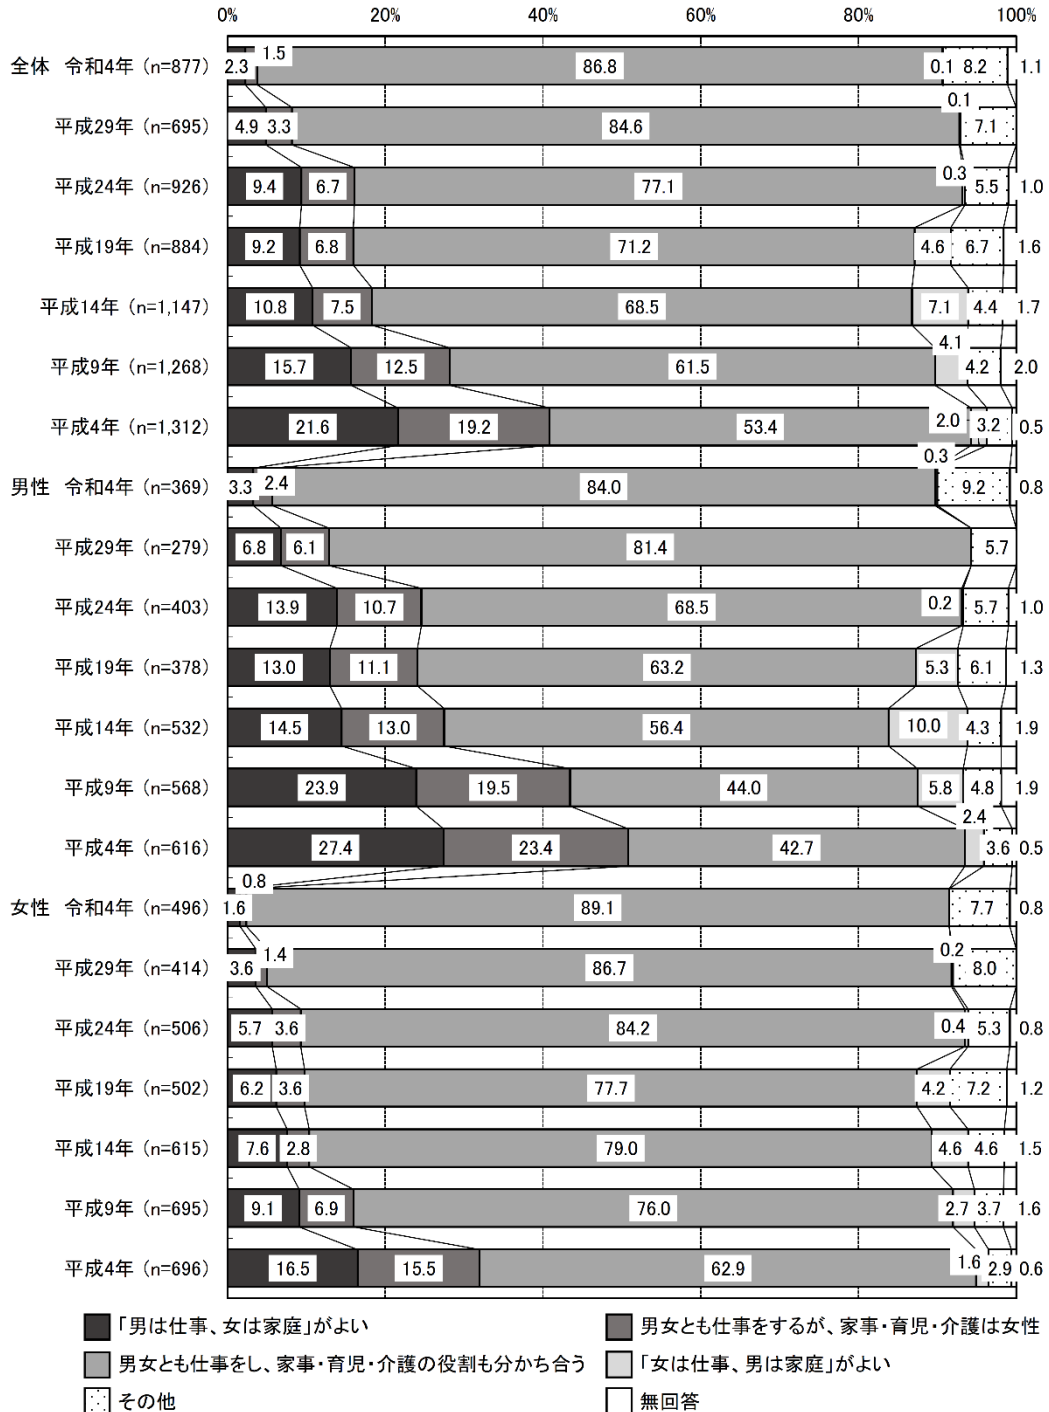 0% 20% 40% 60% 80% 100%
全体 令和4年 (n=877) 2.3 1.5 86.8 0.1 8.2 1.1
平成29年 (n=695) 4.9 3.3 84.6 0.1 7.1
平成24年 (n=926) 9.4 6.7 77.1 0.3 5.5 1.0
平成19年 (n=884) 9.2 6.8 71.2 4.6 6.7 1.6
平成14年 (n=1,147) 10.8 7.5 68.5 7.1 4.4 1.7
平成9年 (n=1,268) 15.7 12.5 61.5 4.1 4.2 2.0
平成4年 (n=1,312) 21.6 19.2 53.4 2.0 3.2 0.5
男性 令和4年 (n=369) 3.3 2.4 84.0 0.3 9.2 0.8
平成29年 (n=279) 6.8 6.1 81.4 5.7
平成24年 (n=403) 13.9 10.7 68.5 0.2 5.7 1.0
平成19年 (n=378) 13.0 11.1 63.2 5.3 6.1 1.3
平成14年 (n=532) 14.5 13.0 56.4 10.0 4.3 1.9
平成9年 (n=568) 23.9 19.5 44.0 5.8 4.8 1.9
平成4年 (n=616) 27.4 23.4 42.7 2.4 3.6 0.5
女性 令和4年 (n=496) 1.6 0.8 89.1 7.7 0.8
平成29年 (n=414) 3.6 1.4 86.7 0.2 8.0
平成24年 (n=506) 5.7 3.6 84.2 0.4 5.3 0.8
平成19年 (n=502) 6.2 3.6 77.7 4.2 7.2 1.2
平成14年 (n=615) 7.6 2.8 79.0 4.6 4.6 1.5
平成9年 (n=695) 9.1 6.9 76.0 2.7 3.7 1.6
平成4年 (n=696) 16.5 15.5 62.9 1.6 2.9 0.6
「男は仕事、女は家庭」がよい
男女とも仕事をするが、家事・育児・介護は女性
男女とも仕事をし、家事・育児・介護の役割も分かち合う
「女は仕事、男は家庭」がよい
その他
無回答